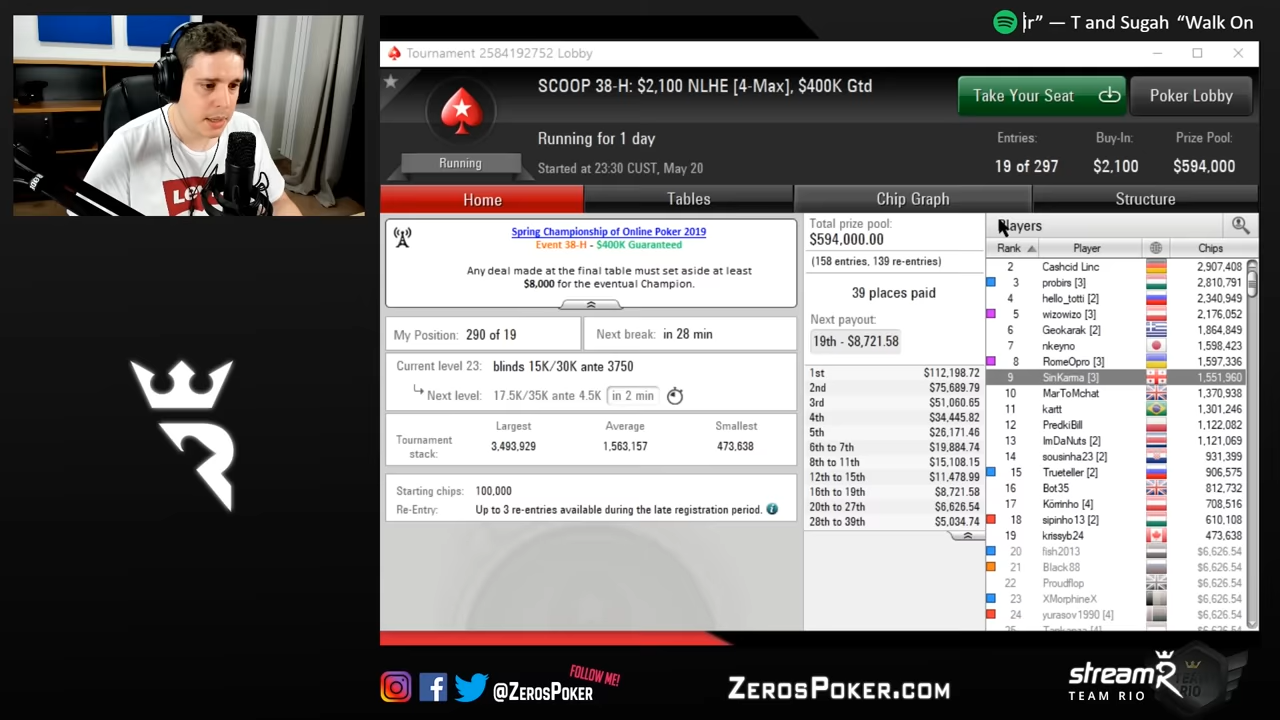 ir” — T and Sugah “Walk On
Tournament 2584192752 Lobby
SCOOP 38-H: $2,100 NLHE [4-Max], $400K Gtd
Take Your Seat
Poker Lobby
Running for 1 day
Running
Started at 23:30 CUST, May 20
Entries:
Buy-In:
Prize Pool:
19 of 297
$2,100
$594,000
Home
Tables
Chip Graph
Structure
Spring Championship of Online Poker 2019
Event 38-H - $400K Guaranteed
Any deal made at the final table must set aside at least
$8,000 for the eventual Champion.
My Position: 290 of 19
Next break: in 28 min
Current level 23: blinds 15K/30K ante 3750
Next level: 17.5K/35K ante 4.5K in 2 min
Largest Average Smallest
Tournament stack: 3,493,929 1,563,157 473,638
Starting chips: 100,000
Re-Entry: Up to 3 re-entries available during the late registration period.
Total prize pool:
$594,000.00
(158 entries, 139 re-entries)
39 places paid
Next payout:
19th - $8,721.58
1st $112,198.72
2nd $75,689.79
3rd $51,060.65
4th $34,445.82
5th $26,171.46
6th to 7th $19,884.74
8th to 11th $15,108.15
12th to 15th $11,478.99
16th to 19th $8,721.58
20th to 27th $6,626.54
28th to 39th $5,034.74
Players
Rank Player Chips
2 Cashcid Linc 2,907,408
3 probirs [3] 2,810,791
4 hello_totti [2] 2,340,949
5 wizowizo [3] 2,176,052
6 Geokarak [2] 1,864,849
7 nkeyno 1,598,423
8 RomeOpro [3] 1,597,336
9 SinKarma [3] 1,551,960
10 MarToMchat 1,370,938
11 kartt 1,301,246
12 PredkiBill 1,122,082
13 ImDaNuts [2] 1,121,069
14 sousinha23 [2] 931,399
15 Trueteller [2] 906,575
16 Bot35 812,732
17 Körrinho [4] 708,516
18 sipinho13 [2] 610,108
19 krissyb24 473,638
20 fish2013 $6,626.54
21 Black88 $6,626.54
22 Proudflop $6,626.54
23 XMorphineX $6,626.54
24 yurasov1990 [4] $6,626.54
FOLLOW ME!
@ZerosPoker
ZerosPoker.com
streamR
TEAM RIO